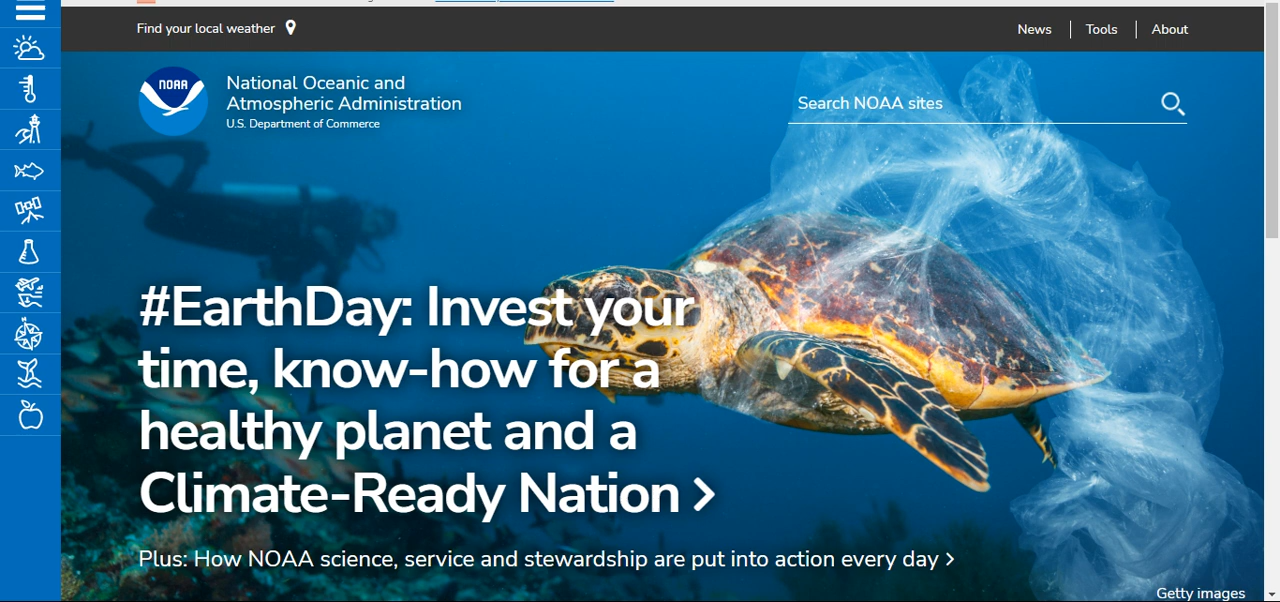 Find your local weather
News
Tools
About
NOAA
National Oceanic and
Atmospheric Administration
U.S. Department of Commerce
Search NOAA sites
#EarthDay: Invest your
time, know-how for a
healthy planet and a
Climate-Ready Nation >
Plus: How NOAA science, service and stewardship are put into action every day >
Getty images